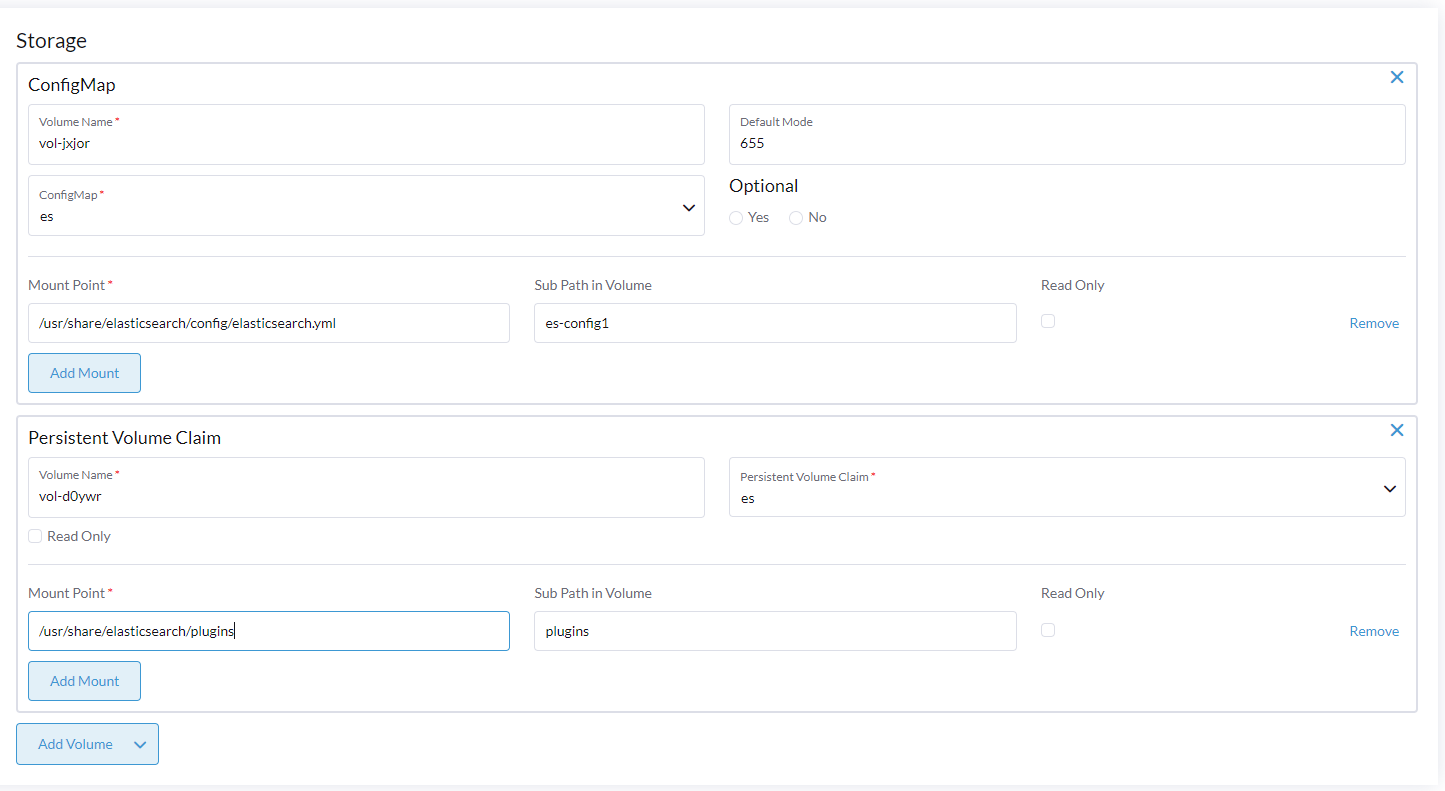 Storage
ConfigMap
Volume Name *
vol-jxjor
Default Mode
655
ConfigMap *
es
Optional
Yes No
Mount Point * Sub Path in Volume Read Only
/usr/share/elasticsearch/config/elasticsearch.yml es-config1 Remove
Add Mount
Persistent Volume Claim
Volume Name *
vol-d0ywr
Persistent Volume Claim *
es
Read Only
Mount Point * Sub Path in Volume Read Only
/usr/share/elasticsearch/plugins plugins Remove
Add Mount
Add Volume